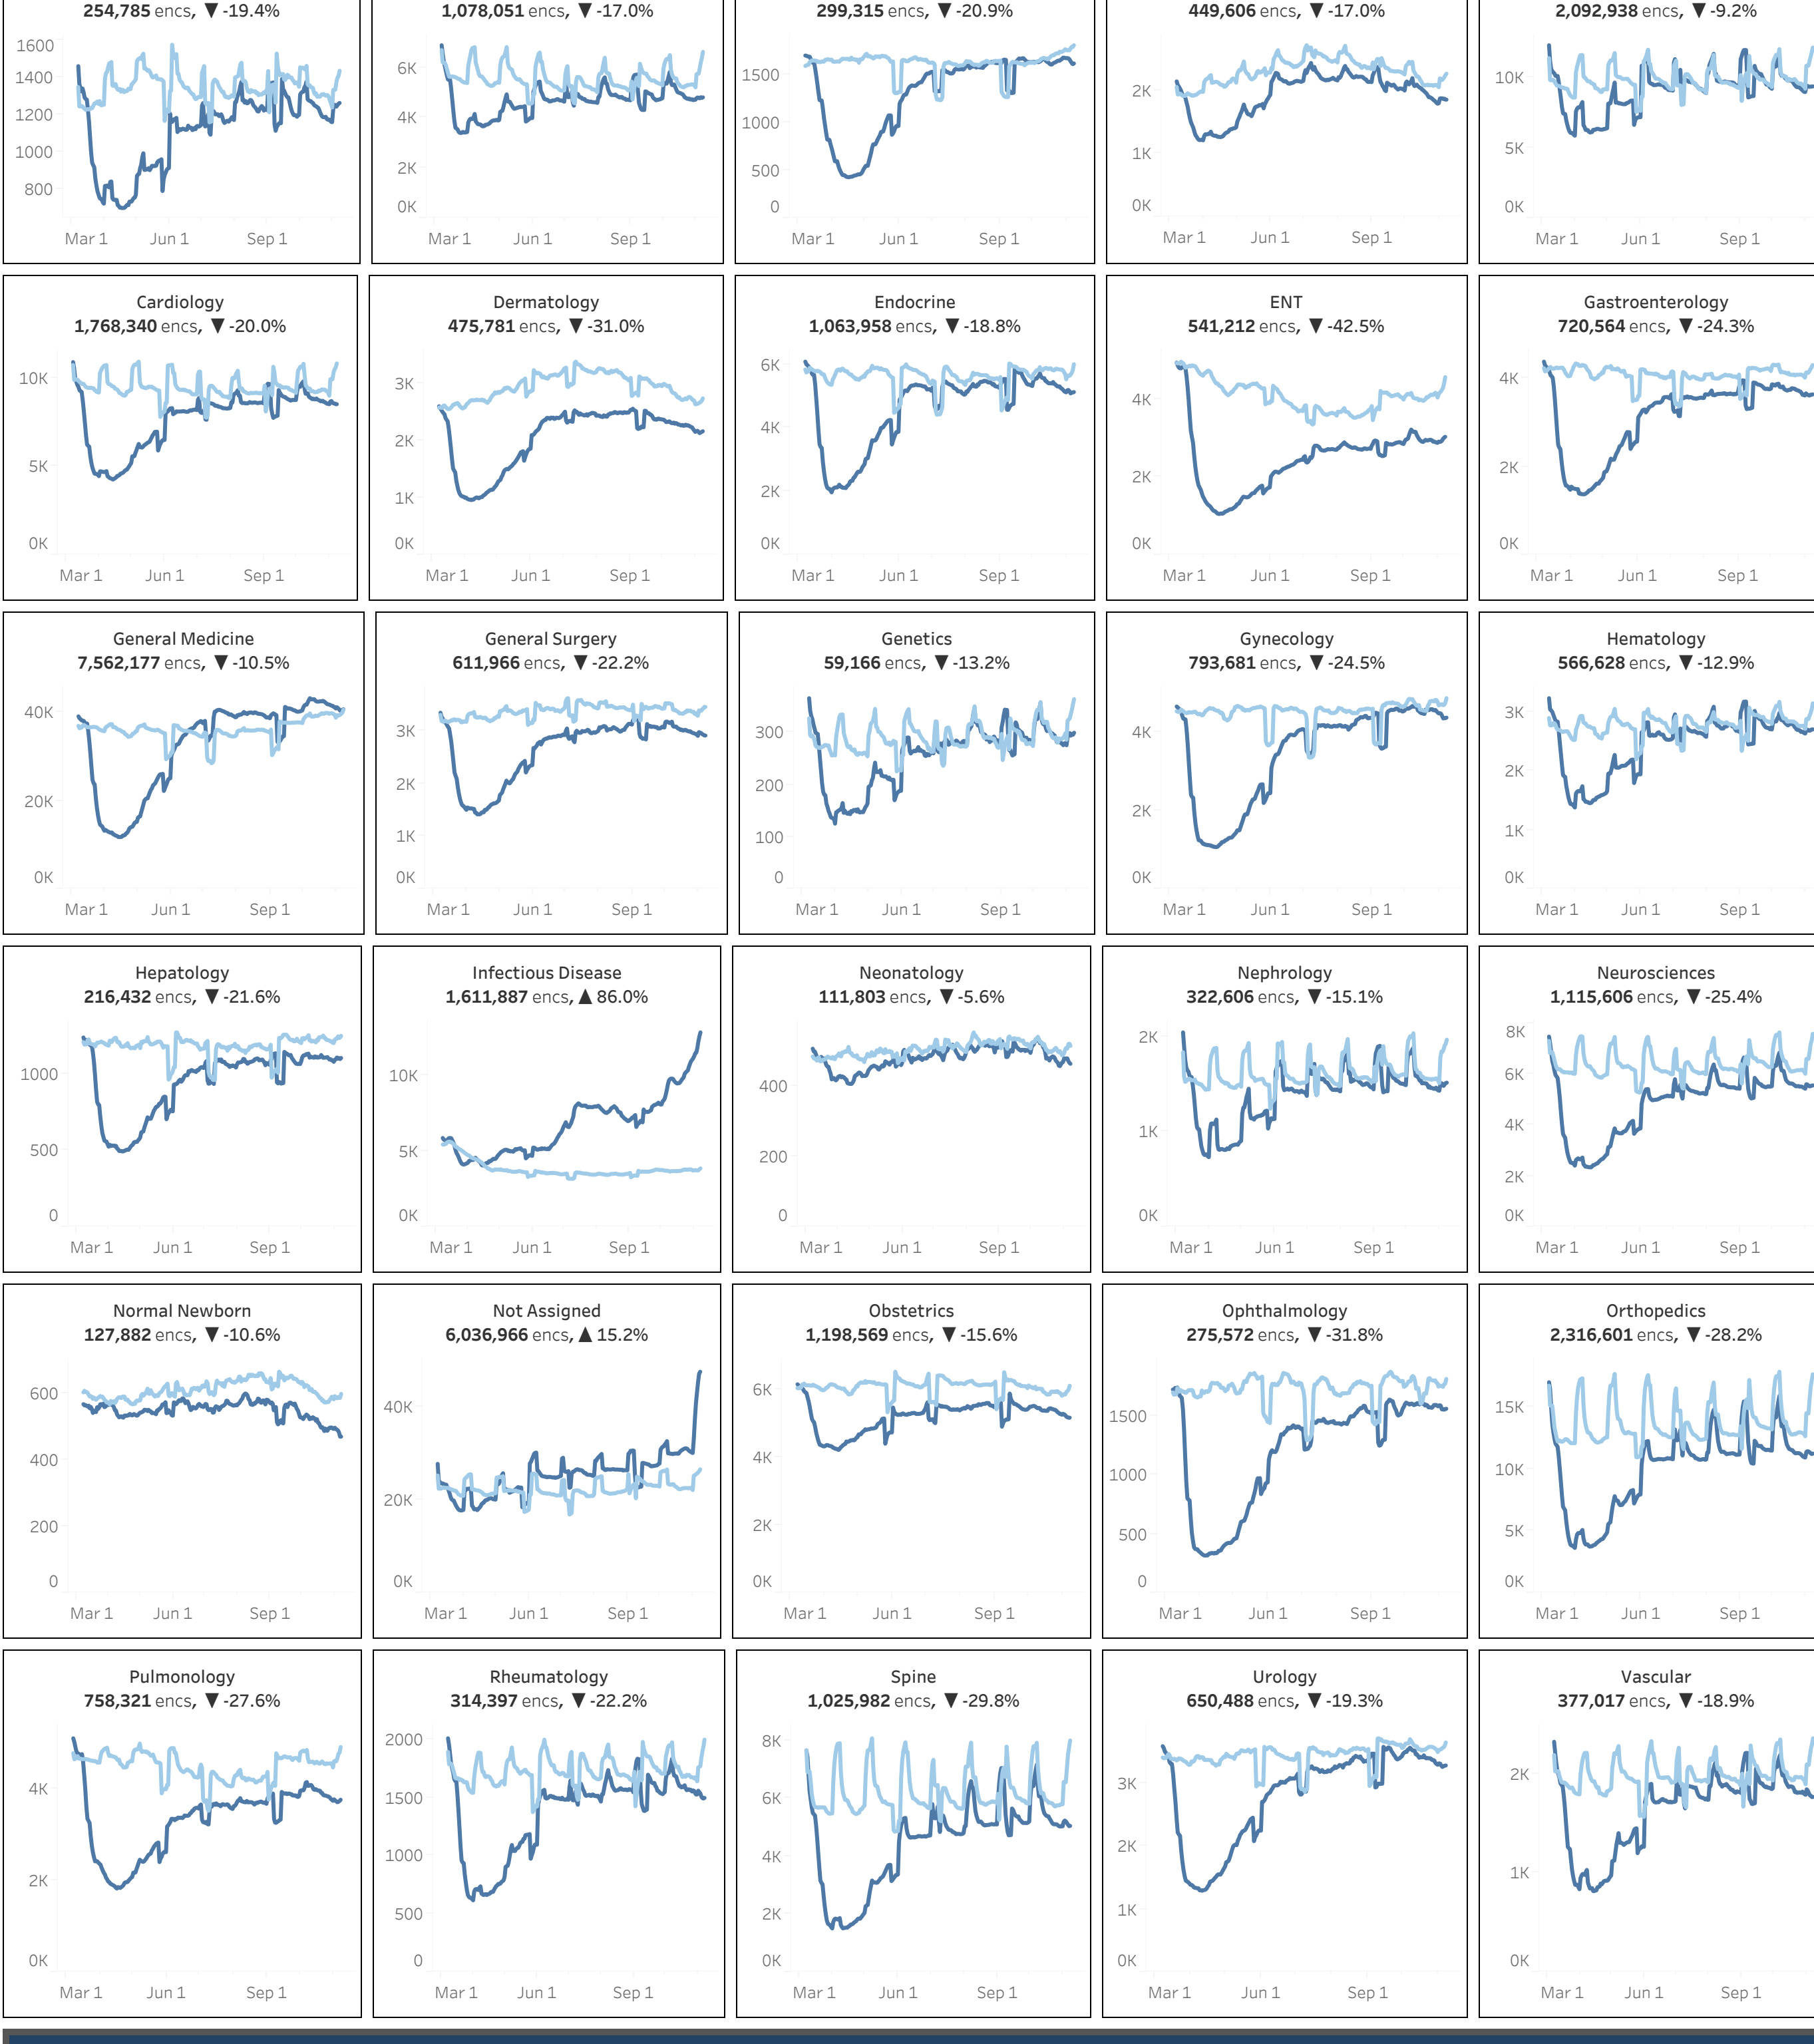 254,785 encs, ▼ -19.4%
1600
1400
1200
1000
800
Mar 1 Jun 1 Sep 1
1,078,051 encs, ▼ -17.0%
6K
4K
2K
0K
Mar 1 Jun 1 Sep 1
299,315 encs, ▼ -20.9%
1500
1000
500
0
Mar 1 Jun 1 Sep 1
449,606 encs, ▼ -17.0%
2K
1K
0K
Mar 1 Jun 1 Sep 1
2,092,938 encs, ▼ -9.2%
10K
5K
0K
Mar 1 Jun 1 Sep 1
Cardiology
1,768,340 encs, ▼ -20.0%
10K
5K
0K
Mar 1 Jun 1 Sep 1
Dermatology
475,781 encs, ▼ -31.0%
3K
2K
1K
0K
Mar 1 Jun 1 Sep 1
Endocrine
1,063,958 encs, ▼ -18.8%
6K
4K
2K
0K
Mar 1 Jun 1 Sep 1
ENT
541,212 encs, ▼ -42.5%
4K
2K
0K
Mar 1 Jun 1 Sep 1
Gastroenterology
720,564 encs, ▼ -24.3%
4K
2K
0K
Mar 1 Jun 1 Sep 1
General Medicine
7,562,177 encs, ▼ -10.5%
40K
20K
0K
Mar 1 Jun 1 Sep 1
General Surgery
611,966 encs, ▼ -22.2%
3K
2K
1K
0K
Mar 1 Jun 1 Sep 1
Genetics
59,166 encs, ▼ -13.2%
300
200
100
0
Mar 1 Jun 1 Sep 1
Gynecology
793,681 encs, ▼ -24.5%
4K
2K
0K
Mar 1 Jun 1 Sep 1
Hematology
566,628 encs, ▼ -12.9%
3K
2K
1K
0K
Mar 1 Jun 1 Sep 1
Hepatology
216,432 encs, ▼ -21.6%
1000
500
0
Mar 1 Jun 1 Sep 1
Infectious Disease
1,611,887 encs, ▲ 86.0%
10K
5K
0K
Mar 1 Jun 1 Sep 1
Neonatology
111,803 encs, ▼ -5.6%
400
200
0
Mar 1 Jun 1 Sep 1
Nephrology
322,606 encs, ▼ -15.1%
2K
1K
0K
Mar 1 Jun 1 Sep 1
Neurosciences
1,115,606 encs, ▼ -25.4%
8K
6K
4K
2K
0K
Mar 1 Jun 1 Sep 1
Normal Newborn
127,882 encs, ▼ -10.6%
600
400
200
0
Mar 1 Jun 1 Sep 1
Not Assigned
6,036,966 encs, ▲ 15.2%
40K
20K
0K
Mar 1 Jun 1 Sep 1
Obstetrics
1,198,569 encs, ▼ -15.6%
6K
4K
2K
0K
Mar 1 Jun 1 Sep 1
Ophthalmology
275,572 encs, ▼ -31.8%
1500
1000
500
0
Mar 1 Jun 1 Sep 1
Orthopedics
2,316,601 encs, ▼ -28.2%
15K
10K
5K
0K
Mar 1 Jun 1 Sep 1
Pulmonology
758,321 encs, ▼ -27.6%
4K
2K
0K
Mar 1 Jun 1 Sep 1
Rheumatology
314,397 encs, ▼ -22.2%
2000
1500
1000
500
0
Mar 1 Jun 1 Sep 1
Spine
1,025,982 encs, ▼ -29.8%
8K
6K
4K
2K
0K
Mar 1 Jun 1 Sep 1
Urology
650,488 encs, ▼ -19.3%
3K
2K
1K
0K
Mar 1 Jun 1 Sep 1
Vascular
377,017 encs, ▼ -18.9%
2K
1K
0K
Mar 1 Jun 1 Sep 1